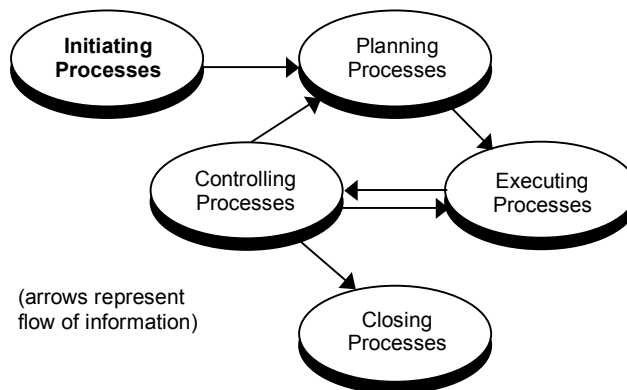 Initiating
Processes
Planning
Processes
Controlling
Processes
Executing
Processes
(arrows represent
flow of information)
Closing
Processes